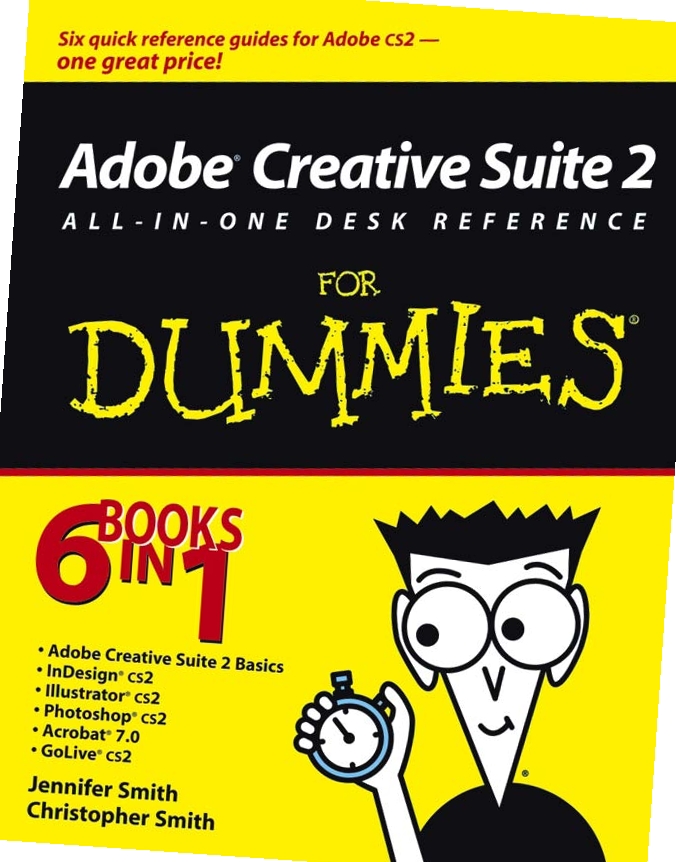 Six quick reference guides for Adobe CS2 —
one great price!
Adobe® Creative Suite 2
ALL-IN-ONE DESK REFERENCE
FOR
DUMMIES®
6 BOOKS
IN 1
• Adobe Creative Suite 2 Basics
• InDesign® CS2
• Illustrator® CS2
• Photoshop® CS2
• Acrobat® 7.0
• GoLive® CS2
Jennifer Smith
Christopher Smith
®